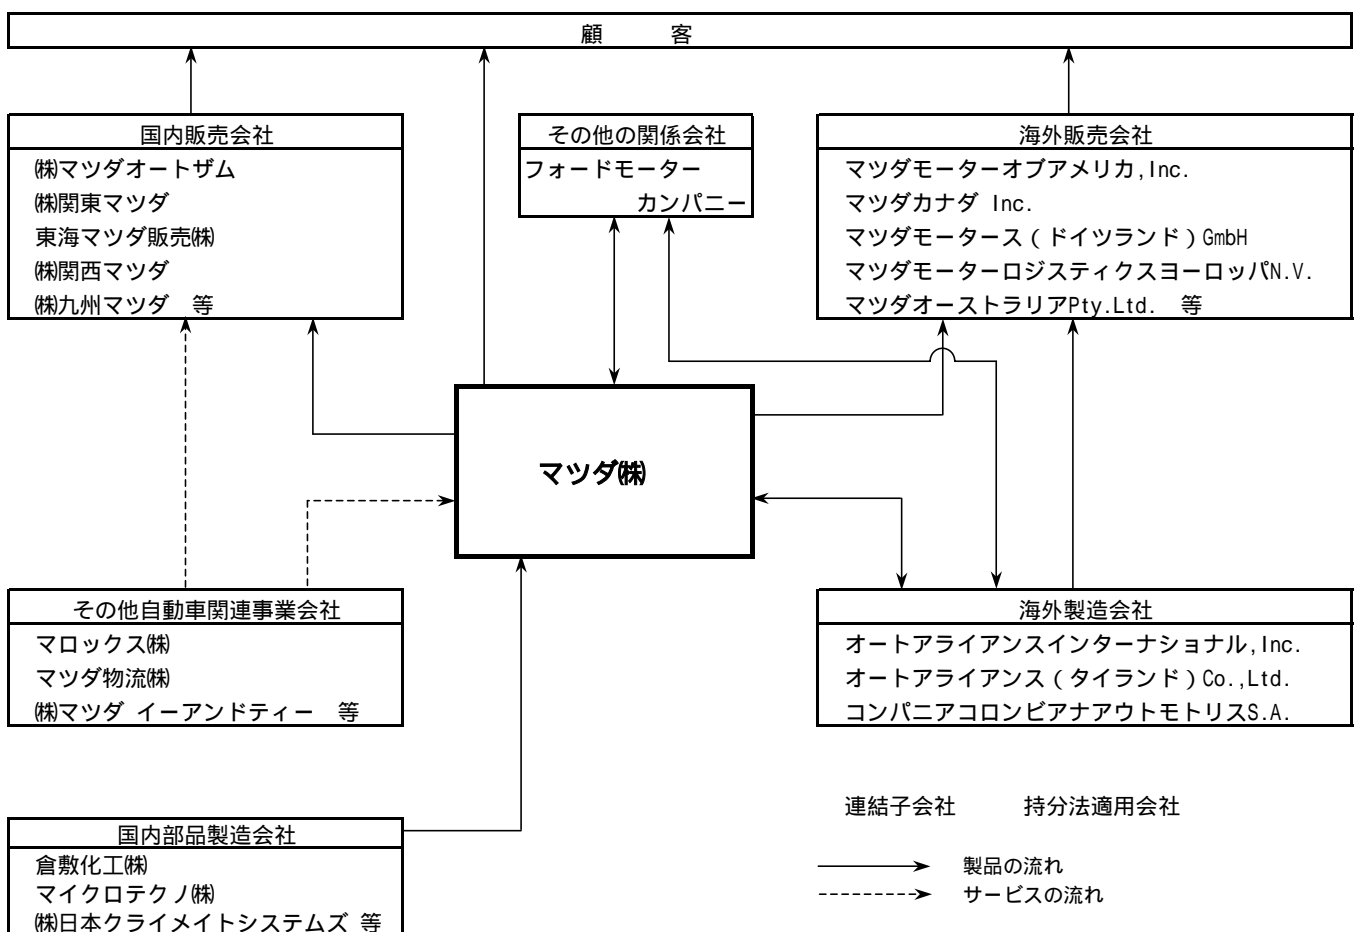 顧　　客
国内販売会社
㈱マツダオートザム
㈱関東マツダ
東海マツダ販売㈱
㈱関西マツダ
㈱九州マツダ　等
その他の関係会社
フォードモーター
カンパニー
海外販売会社
マツダモーターオブアメリカ,Inc.
マツダカナダ Inc.
マツダモータース（ドイツランド）GmbH
マツダモーターロジスティクスヨーロッパN.V.
マツダオーストラリアPty.Ltd.　等
マツダ㈱
その他自動車関連事業会社
マロックス㈱
マツダ物流㈱
㈱マツダ イーアンドティー　等
海外製造会社
オートアライアンスインターナショナル,Inc.
オートアライアンス（タイランド）Co.,Ltd.
コンパニアコロンビアナアウトモトリスS.A.
国内部品製造会社
倉敷化工㈱
マイクロテクノ㈱
㈱日本クライメイトシステムズ 等
連結子会社　　持分法適用会社
製品の流れ
サービスの流れ